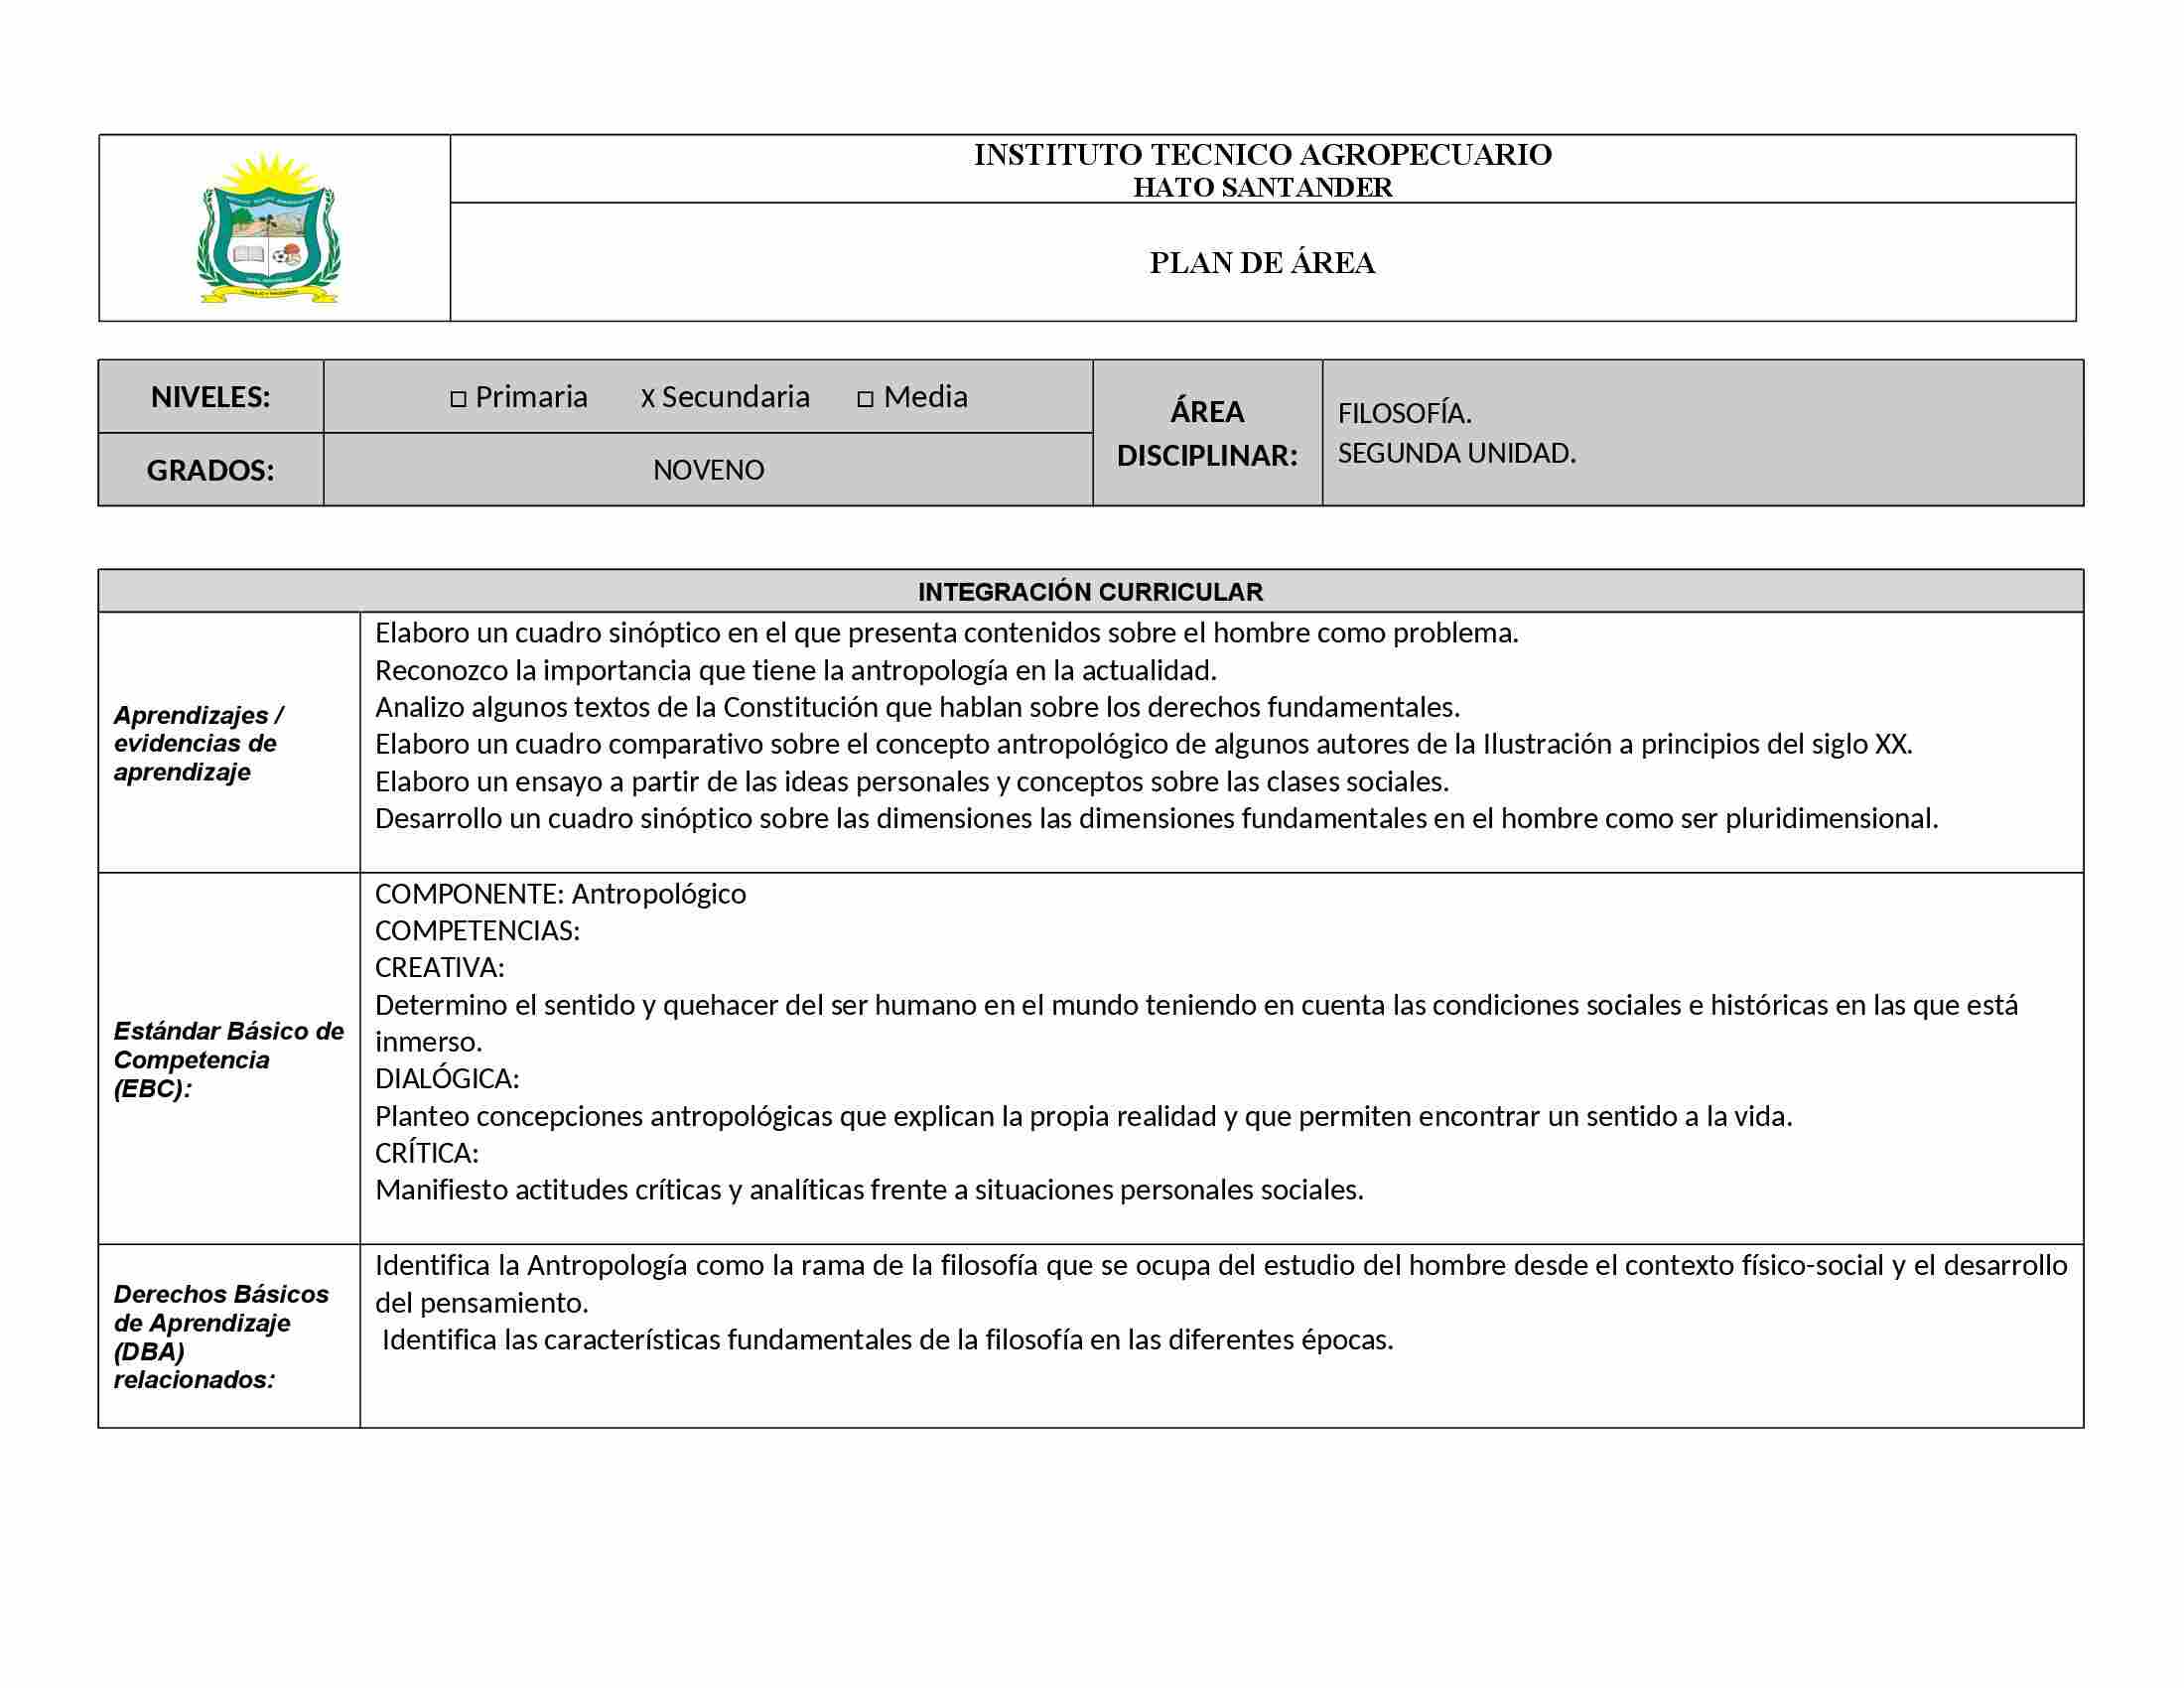 INSTITUTO TECNICO AGROPECUARIO
HATO SANTANDER
PLAN DE ÁREA
NIVELES:
□ Primaria X Secundaria □ Media
GRADOS:
NOVENO
ÁREA
DISCIPLINAR:
FILOSOFÍA.
SEGUNDA UNIDAD.
INTEGRACIÓN CURRICULAR
Aprendizajes /
evidencias de
aprendizaje
Elaboro un cuadro sinóptico en el que presenta contenidos sobre el hombre como problema.
Reconozco la importancia que tiene la antropología en la actualidad.
Analizo algunos textos de la Constitución que hablan sobre los derechos fundamentales.
Elaboro un cuadro comparativo sobre el concepto antropológico de algunos autores de la Ilustración a principios del siglo XX.
Elaboro un ensayo a partir de las ideas personales y conceptos sobre las clases sociales.
Desarrollo un cuadro sinóptico sobre las dimensiones las dimensiones fundamentales en el hombre como ser pluridimensional.
Estándar Básico de
Competencia
(EBC):
COMPONENTE: Antropológico
COMPETENCIAS:
CREATIVA:
Determino el sentido y quehacer del ser humano en el mundo teniendo en cuenta las condiciones sociales e históricas en las que está
inmerso.
DIALÓGICA:
Planteo concepciones antropológicas que explican la propia realidad y que permiten encontrar un sentido a la vida.
CRÍTICA:
Manifiesto actitudes críticas y analíticas frente a situaciones personales sociales.
Derechos Básicos
de Aprendizaje
(DBA)
relacionados:
Identifica la Antropología como la rama de la filosofía que se ocupa del estudio del hombre desde el contexto físico-social y el desarrollo
del pensamiento.
Identifica las características fundamentales de la filosofía en las diferentes épocas.